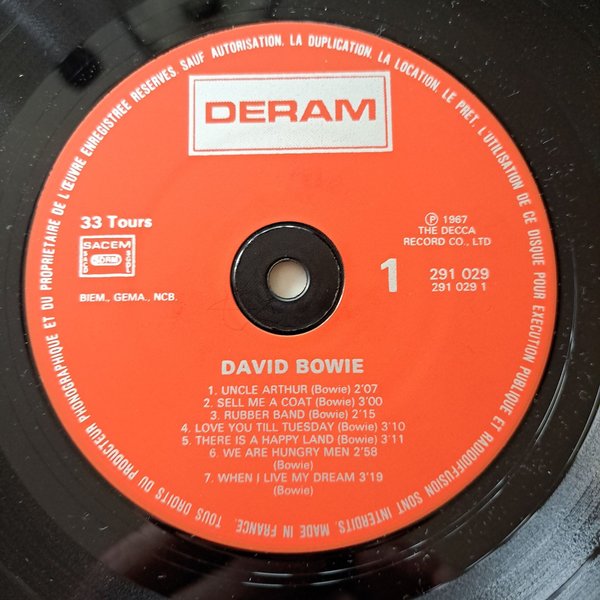 TOUS DROITS DU PRODUCTEUR PHONOGRAPHIQUE ET DU PROPRIETAIRE DE L'ŒUVRE ENREGISTREE RESERVES. SAUF AUTORISATION, LA DUPLICATION, LA LOCATION, LE PRET, L'UTILISATION DE CE DISQUE POUR EXECUTION PUBLIQUE ET RADIODIFFUSION SONT INTERDITS. MADE IN FRANCE.
DERAM
33 Tours
SACEM
SDRM
BIEM., GEMA., NCB.
℗ 1967
THE DECCA
RECORD CO., LTD
1
291 029
291 029 1
DAVID BOWIE
1. UNCLE ARTHUR (Bowie) 2'07
2. SELL ME A COAT (Bowie) 3'00
3. RUBBER BAND (Bowie) 2'15
4. LOVE YOU TILL TUESDAY (Bowie) 3'10
5. THERE IS A HAPPY LAND (Bowie) 3'11
6. WE ARE HUNGRY MEN 2'58
(Bowie)
7. WHEN I LIVE MY DREAM 3'19
(Bowie)